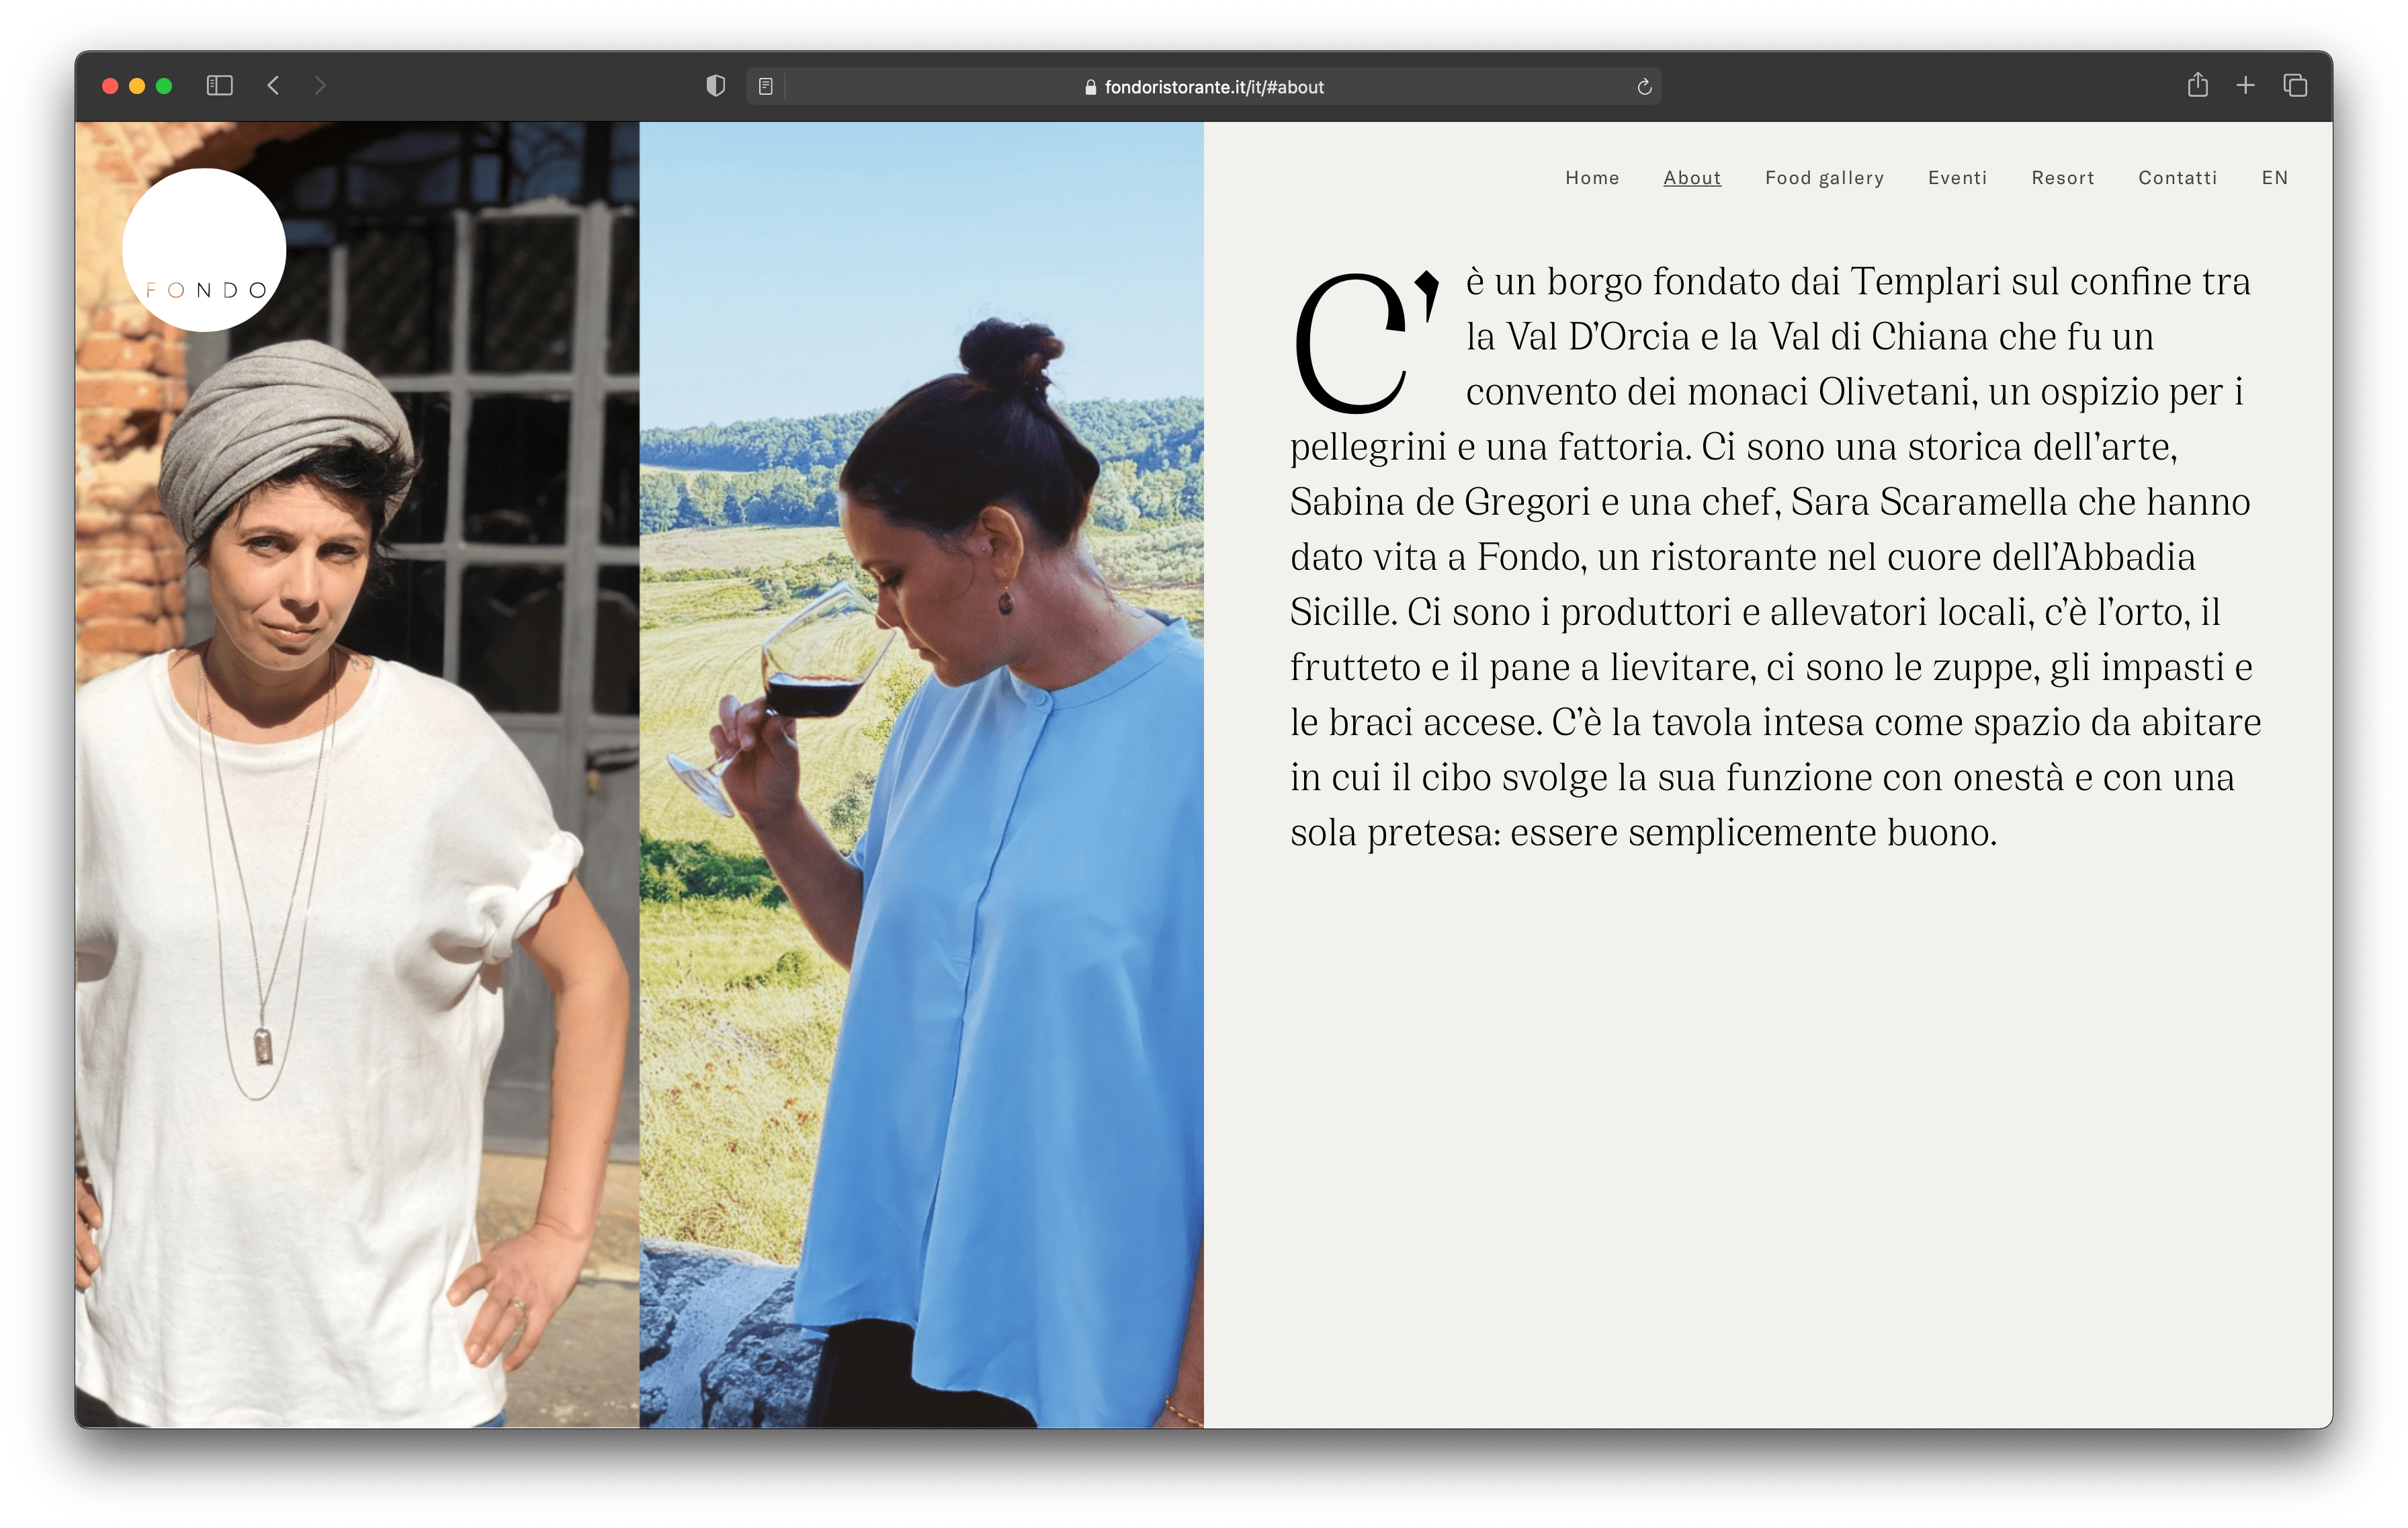 fondoristorante.it/it/#about
FONDO
Home About Food gallery Eventi Resort Contatti EN
C’è un borgo fondato dai Templari sul confine tra
la Val D’Orcia e la Val di Chiana che fu un
convento dei monaci Olivetani, un ospizio per i
pellegrini e una fattoria. Ci sono una storica dell’arte,
Sabina de Gregori e una chef, Sara Scaramella che hanno
dato vita a Fondo, un ristorante nel cuore dell’Abbadia
Sicille. Ci sono i produttori e allevatori locali, c’è l’orto, il
frutteto e il pane a lievitare, ci sono le zuppe, gli impasti e
le braci accese. C’è la tavola intesa come spazio da abitare
in cui il cibo svolge la sua funzione con onestà e con una
sola pretesa: essere semplicemente buono.